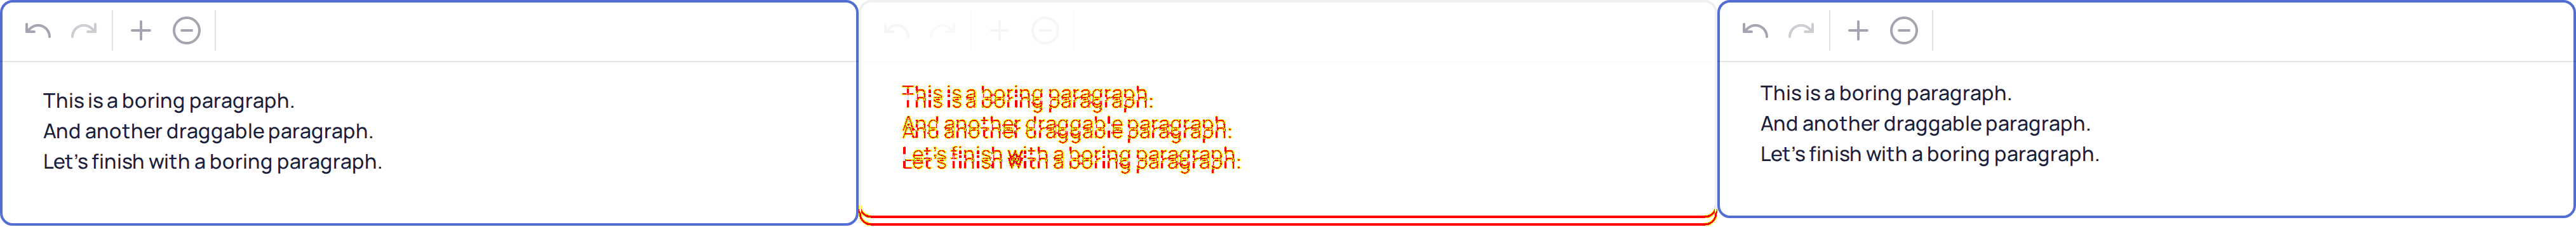 This is a boring paragraph.
And another draggable paragraph.
Let's finish with a boring paragraph.
This is a boring paragraph.
And another draggable paragraph.
Let's finish with a boring paragraph.
This is a boring paragraph.
And another draggable paragraph.
Let's finish with a boring paragraph.